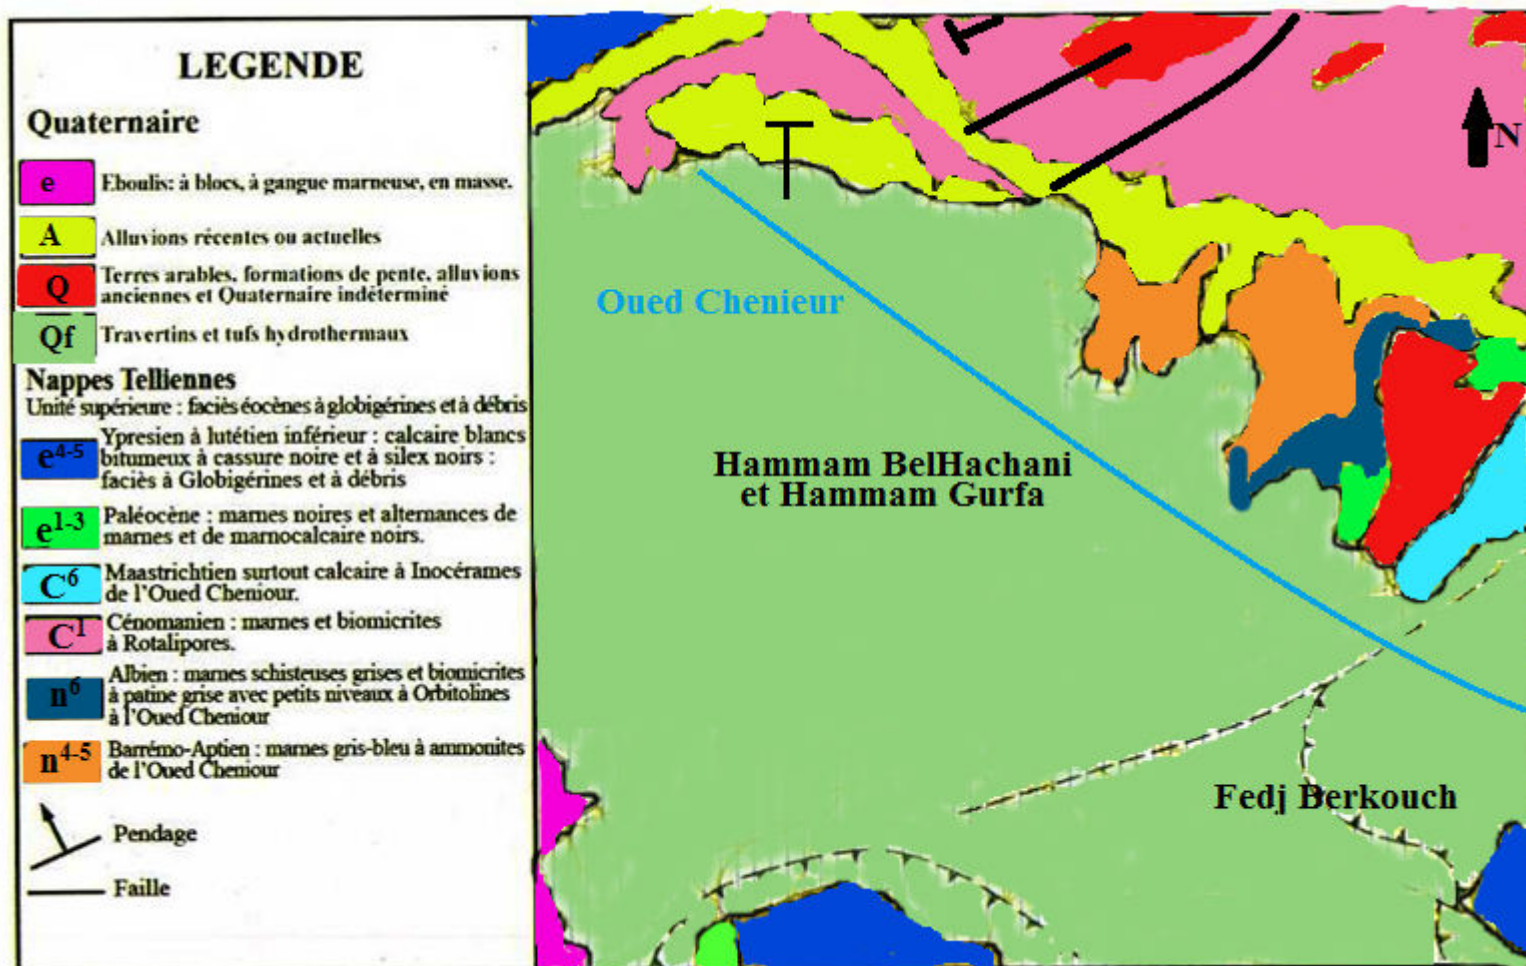 LEGENDE
Quaternaire
e Eboulis: à blocs, à gangue marneuse, en masse.
A Alluvions récentes ou actuelles
Q Terres arables, formations de pente, alluvions
anciennes et Quaternaire indéterminé
Qf Travertins et tufs hydrothermaux
Nappes Telliennes
Unité supérieure : faciès éocènes à globigérines et à débris
e4-5 Ypresien à lutétien inférieur : calcaire blancs
bitumeux à cassure noire et à silex noirs :
faciès à Globigérines et à débris
e1-3 Paléocène : marnes noires et alternances de
marnes et de marnocalcaire noirs.
C6 Maastrichtien surtout calcaire à Inocérames
de l'Oued Cheniour.
C1 Cénomanien : marnes et biomicrites
à Rotalipores.
n6 Albien : marnes schisteuses grises et biomicrites
à patine grise avec petits niveaux à Orbitolines
à l'Oued Cheniour
n4-5 Barrémo-Aptien : marnes gris-bleu à ammonites
de l'Oued Cheniour
Pendage
Faille
N
Oued Chenieur
Hammam BelHachani
et Hammam Gurfa
Fedj Berkouch